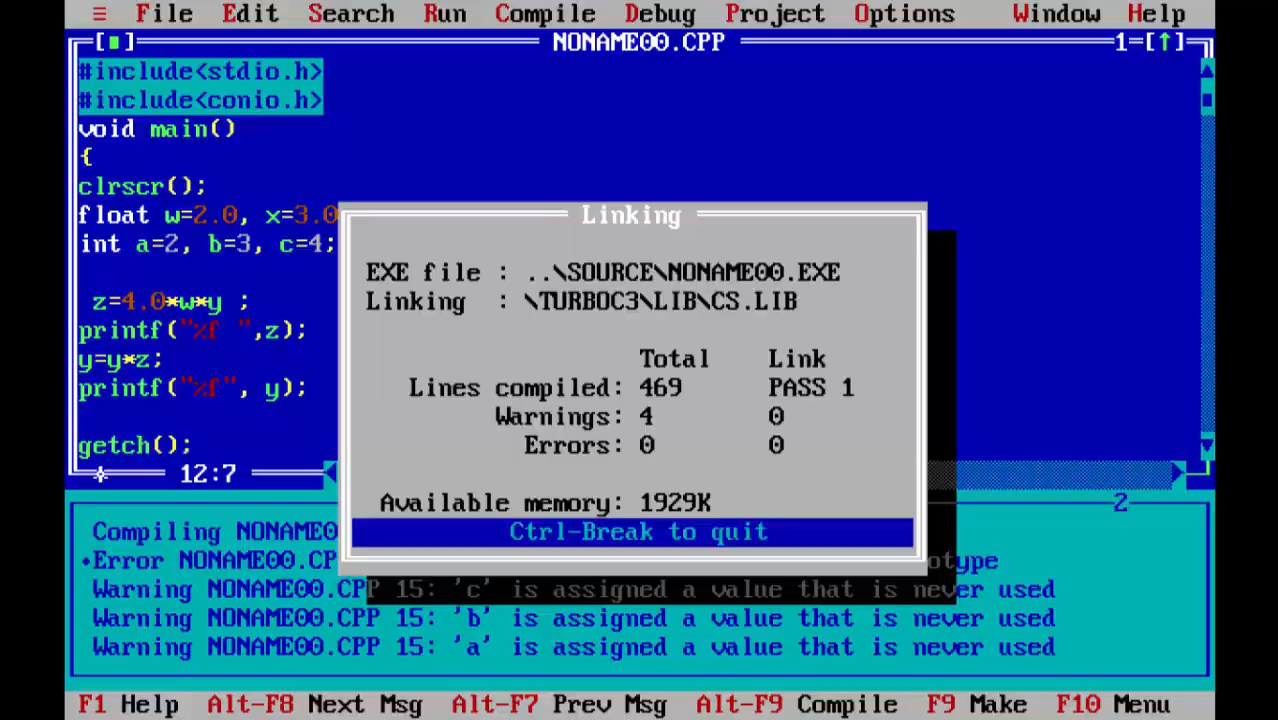 ≡ File Edit Search Run Compile Debug Project Options Window Help
[■] NONAME00.CPP 1=[↑]
#include<stdio.h>
#include<conio.h>
void main()
{
clrscr();
float w=2.0, x=3.0
int a=2, b=3, c=4;
z=4.0*w*y ;
printf("%f ",z);
y=y*z;
printf("%f", y);
getch();
12:7
Linking
EXE file : ..\SOURCE\NONAME00.EXE
Linking : \TURBOC3\LIB\CS.LIB
Total Link
Lines compiled: 469 PASS 1
Warnings: 4 0
Errors: 0 0
Available memory: 1929K
Ctrl-Break to quit
2
Compiling NONAME0
•Error NONAME00.CP otype
Warning NONAME00.CPP 15: 'c' is assigned a value that is never used
Warning NONAME00.CPP 15: 'b' is assigned a value that is never used
Warning NONAME00.CPP 15: 'a' is assigned a value that is never used
F1 Help Alt-F8 Next Msg Alt-F7 Prev Msg Alt-F9 Compile F9 Make F10 Menu